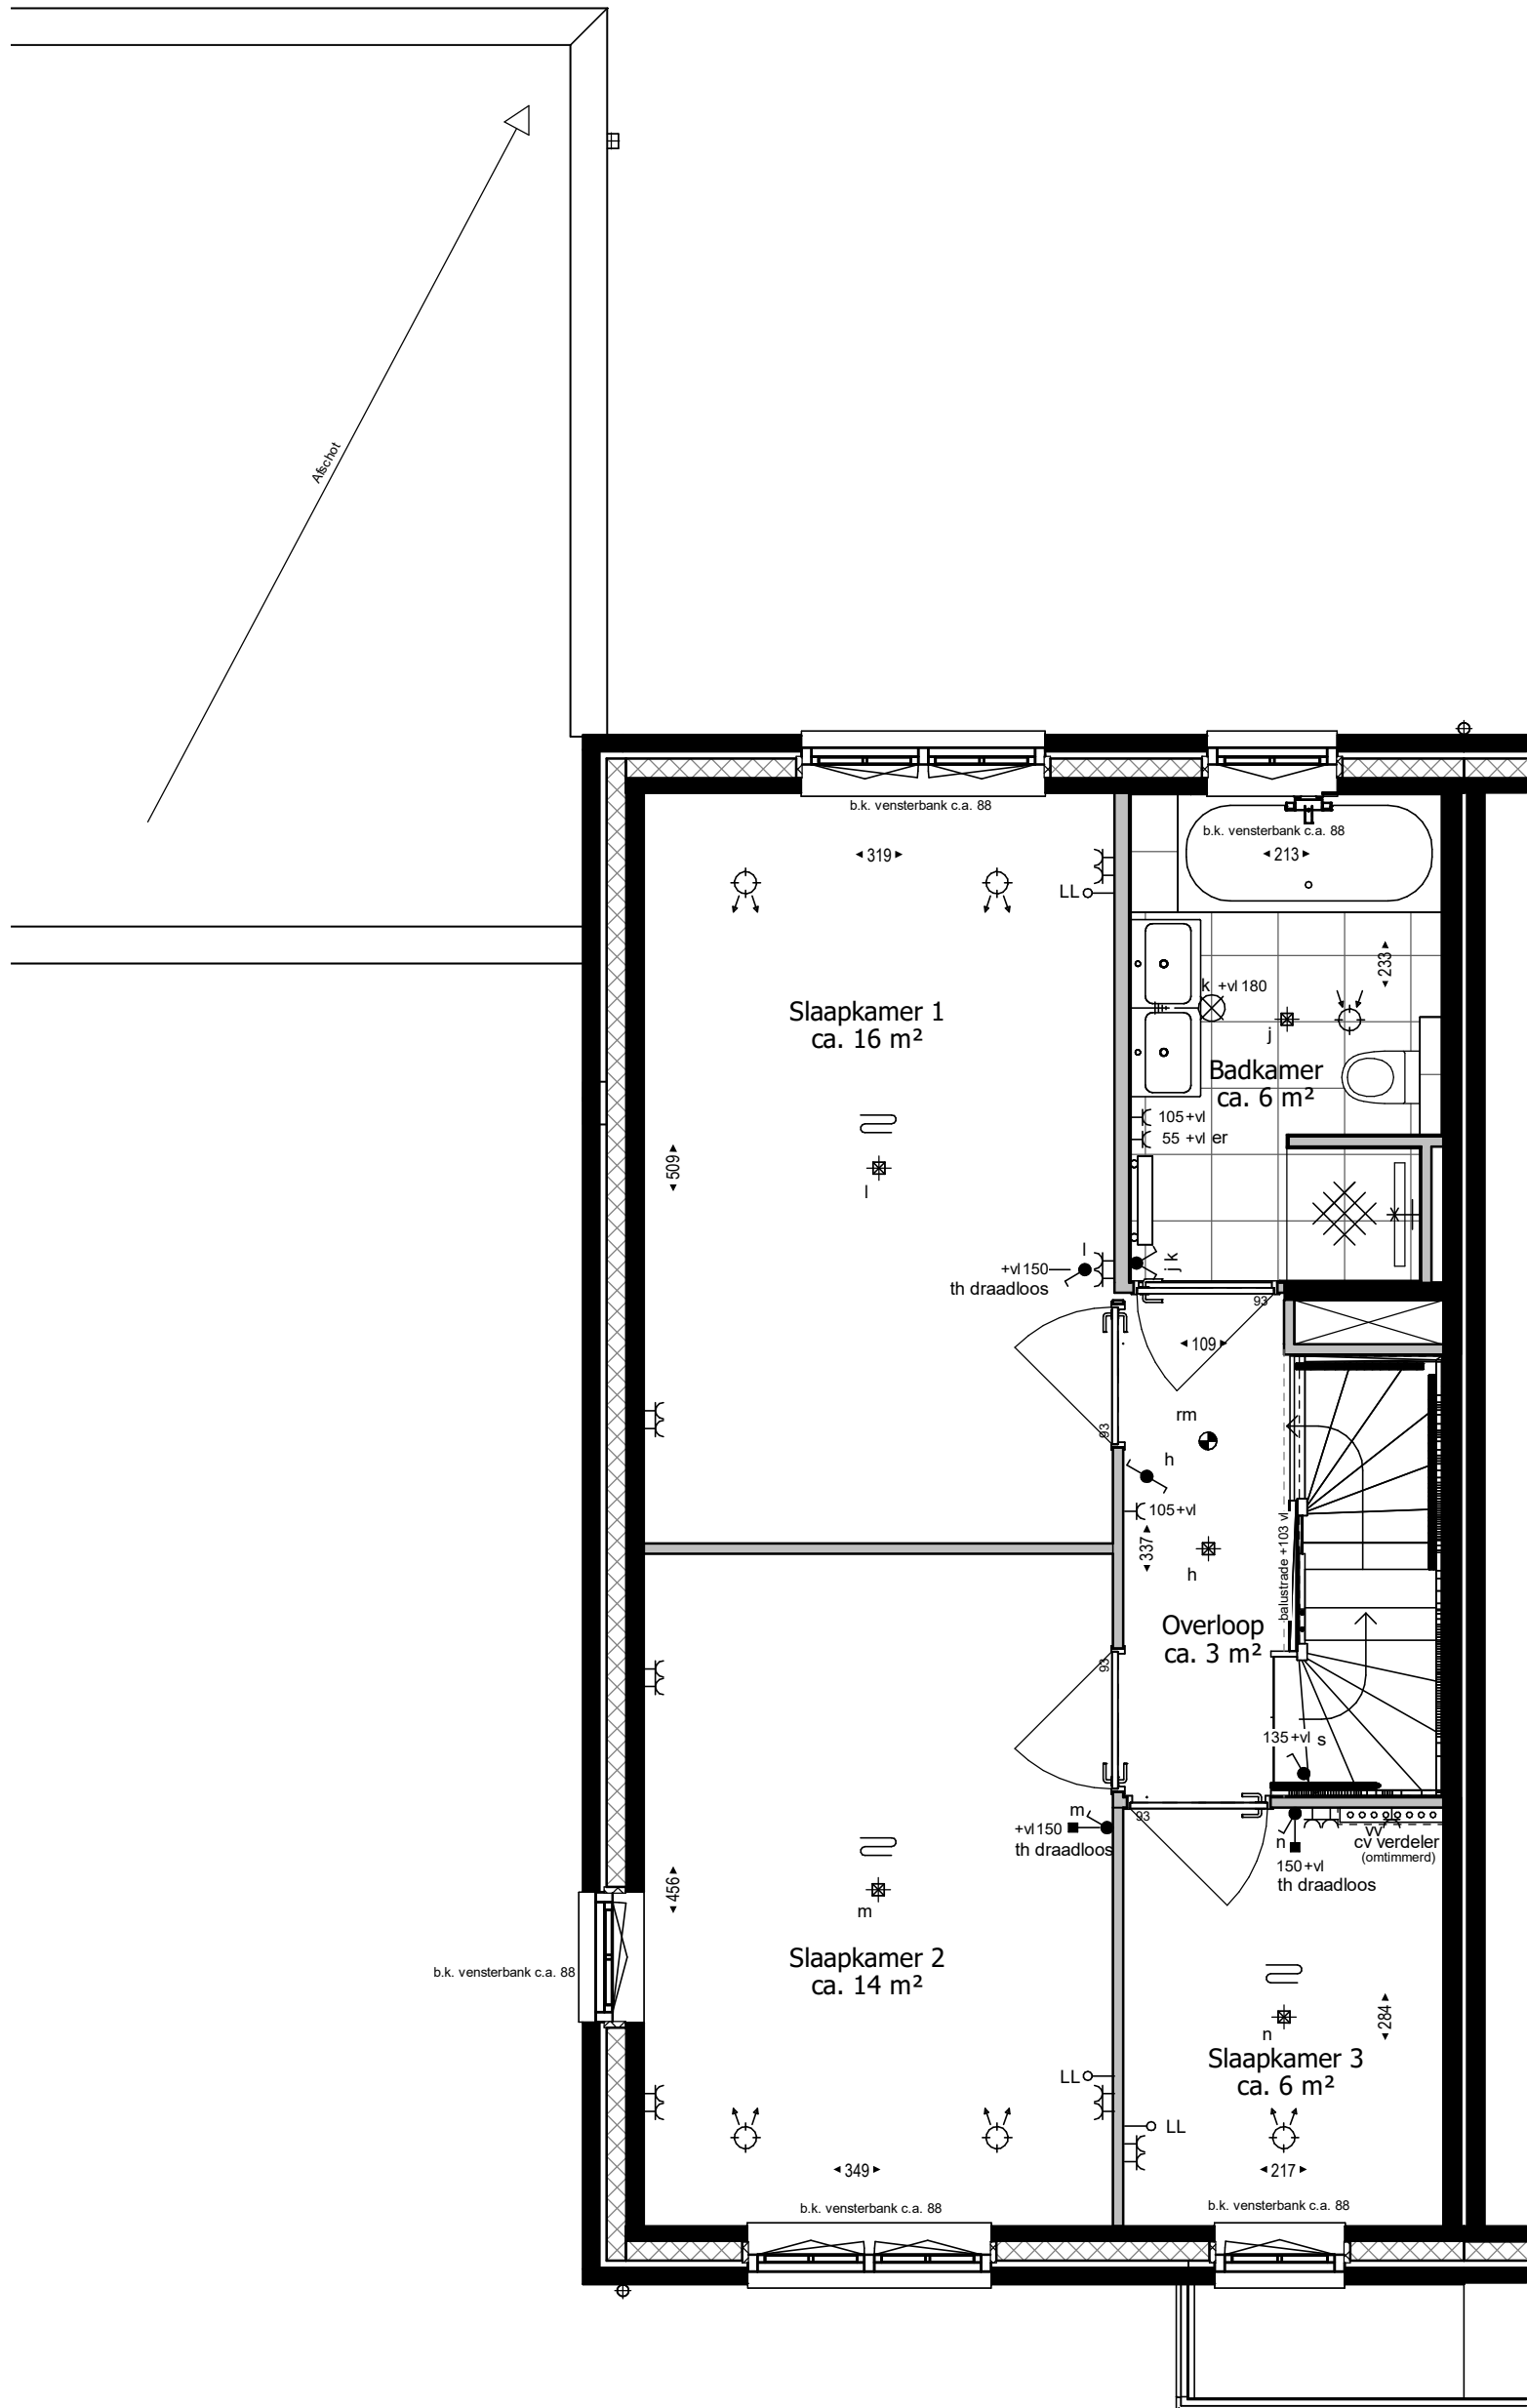 Afschot
b.k. vensterbank c.a. 88
b.k. vensterbank c.a. 88
319
213
LL
233
k +vl 180
Slaapkamer 1
ca. 16 m²
j
Badkamer
ca. 6 m²
105+vl
55 +vl er
509
l
l
+vl 150
th draadloos
j k
93
109
rm
93
h
105+vl
337
h
balustrade +103 vl
Overloop
ca. 3 m²
93
135+vl s
m
93
+vl 150
th draadloos
n
vv
cv verdeler
(omtimmerd)
150+vl
th draadloos
456
m
Slaapkamer 2
ca. 14 m²
b.k. vensterbank c.a. 88
284
n
Slaapkamer 3
ca. 6 m²
LL
LL
349
217
b.k. vensterbank c.a. 88
b.k. vensterbank c.a. 88